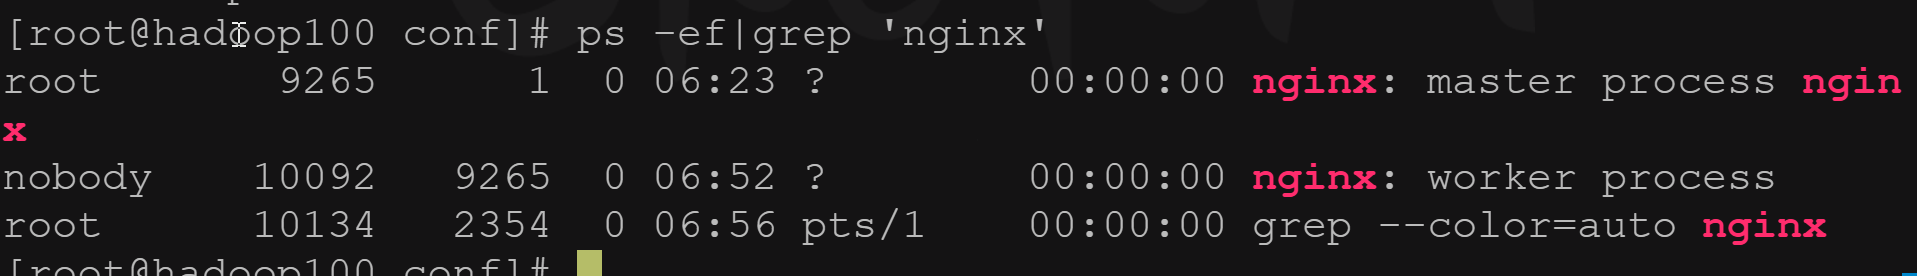 [root@hadoop100 conf]# ps -ef|grep 'nginx'
root       9265      1  0 06:23 ?        00:00:00 nginx: master process ngin
x
nobody    10092   9265  0 06:52 ?        00:00:00 nginx: worker process
root      10134   2354  0 06:56 pts/1    00:00:00 grep --color=auto nginx
[root@hadoop100 conf]#